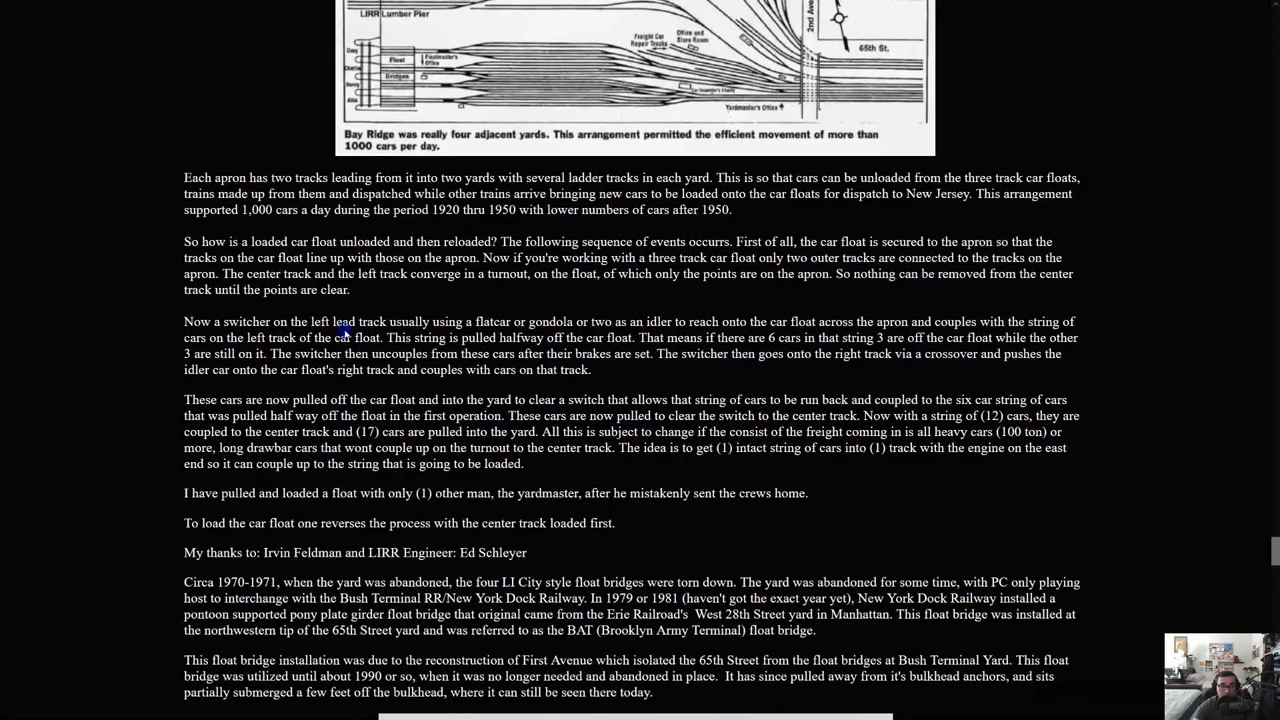 LIRR Lumber Pier
2nd Ave
65th St.
Freight Car
Repair Tracks
Office and
Store Room
Float
Bridges
Yardmaster's Office
Bay Ridge was really four adjacent yards. This arrangement permitted the efficient movement of more than
1000 cars per day.
Each apron has two tracks leading from it into two yards with several ladder tracks in each yard. This is so that cars can be unloaded from the three track car floats,
trains made up from them and dispatched while other trains arrive bringing new cars to be loaded onto the car floats for dispatch to New Jersey. This arrangement
supported 1,000 cars a day during the period 1920 thru 1950 with lower numbers of cars after 1950.
So how is a loaded car float unloaded and then reloaded? The following sequence of events occurrs. First of all, the car float is secured to the apron so that the
tracks on the car float line up with those on the apron. Now if you're working with a three track car float only two outer tracks are connected to the tracks on the
apron. The center track and the left track converge in a turnout, on the float, of which only the points are on the apron. So nothing can be removed from the center
track until the points are clear.
Now a switcher on the left lead track usually using a flatcar or gondola or two as an idler to reach onto the car float across the apron and couples with the string of
cars on the left track of the car float. This string is pulled halfway off the car float. That means if there are 6 cars in that string 3 are off the car float while the other
3 are still on it. The switcher then uncouples from these cars after their brakes are set. The switcher then goes onto the right track via a crossover and pushes the
idler car onto the car float's right track and couples with cars on that track.
These cars are now pulled off the car float and into the yard to clear a switch that allows that string of cars to be run back and coupled to the six car string of cars
that was pulled half way off the float in the first operation. These cars are now pulled to clear the switch to the center track. Now with a string of (12) cars, they are
coupled to the center track and (17) cars are pulled into the yard. All this is subject to change if the consist of the freight coming in is all heavy cars (100 ton) or
more, long drawbar cars that wont couple up on the turnout to the center track. The idea is to get (1) intact string of cars into (1) track with the engine on the east
end so it can couple up to the string that is going to be loaded.
I have pulled and loaded a float with only (1) other man, the yardmaster, after he mistakenly sent the crews home.
To load the car float one reverses the process with the center track loaded first.
My thanks to: Irvin Feldman and LIRR Engineer: Ed Schleyer
Circa 1970-1971, when the yard was abandoned, the four LI City style float bridges were torn down. The yard was abandoned for some time, with PC only playing
host to interchange with the Bush Terminal RR/New York Dock Railway. In 1979 or 1981 (haven't got the exact year yet), New York Dock Railway installed a
pontoon supported pony plate girder float bridge that original came from the Erie Railroad's West 28th Street yard in Manhattan. This float bridge was installed at
the northwestern tip of the 65th Street yard and was referred to as the BAT (Brooklyn Army Terminal) float bridge.
This float bridge installation was due to the reconstruction of First Avenue which isolated the 65th Street from the float bridges at Bush Terminal Yard. This float
bridge was utilized until about 1990 or so, when it was no longer needed and abandoned in place. It has since pulled away from it's bulkhead anchors, and sits
partially submerged a few feet off the bulkhead, where it can still be seen there today.